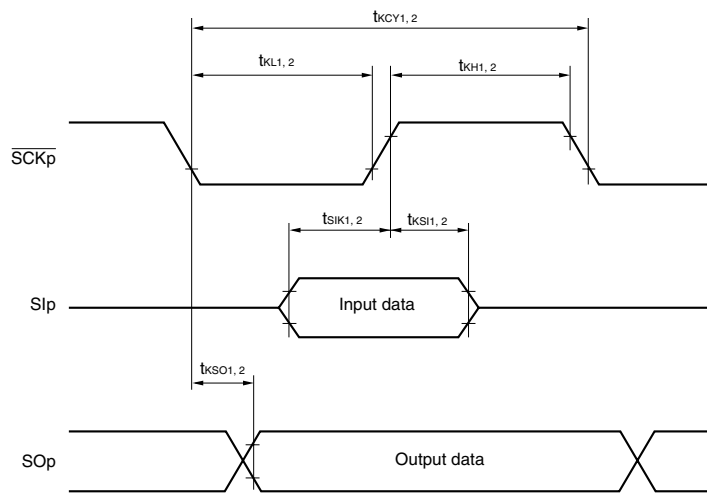 tKCY1, 2
tKL1, 2
tKH1, 2
SCKp
tSIK1, 2
tKSI1, 2
SIp
Input data
tKSO1, 2
SOp
Output data